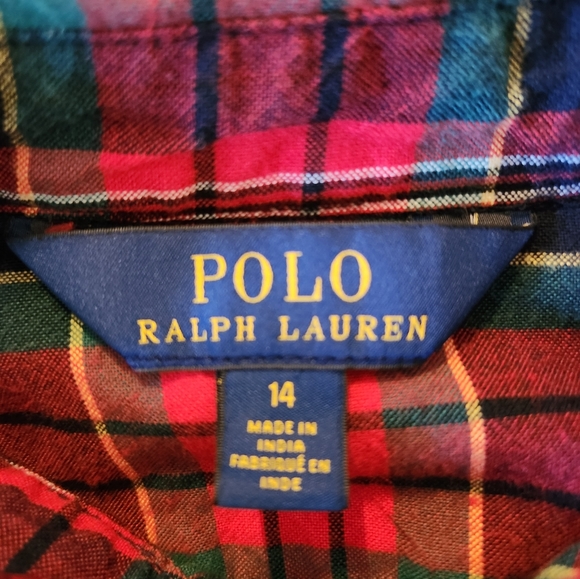 POLO
RALPH LAUREN
14
MADE IN
INDIA
FABRIQUÉ EN
INDE